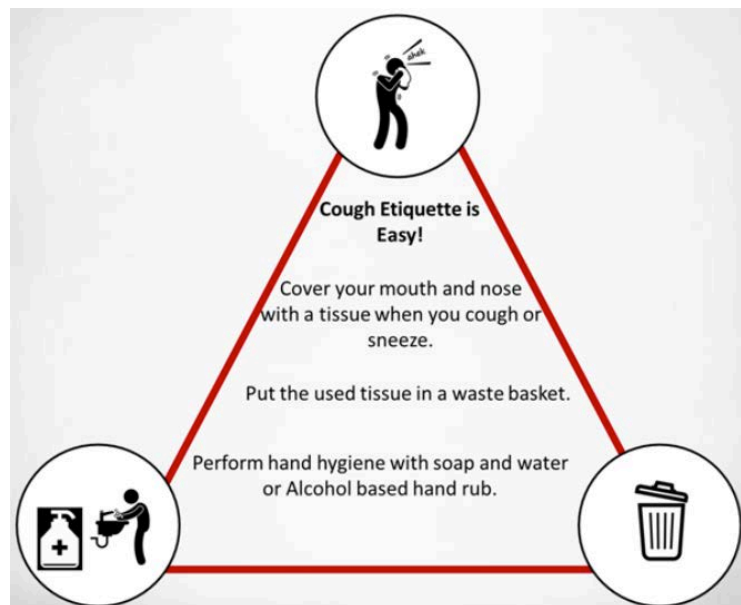 ahek
Cough Etiquette is
Easy!
Cover your mouth and nose
with a tissue when you cough or
sneeze.
Put the used tissue in a waste basket.
Perform hand hygiene with soap and water
or Alcohol based hand rub.